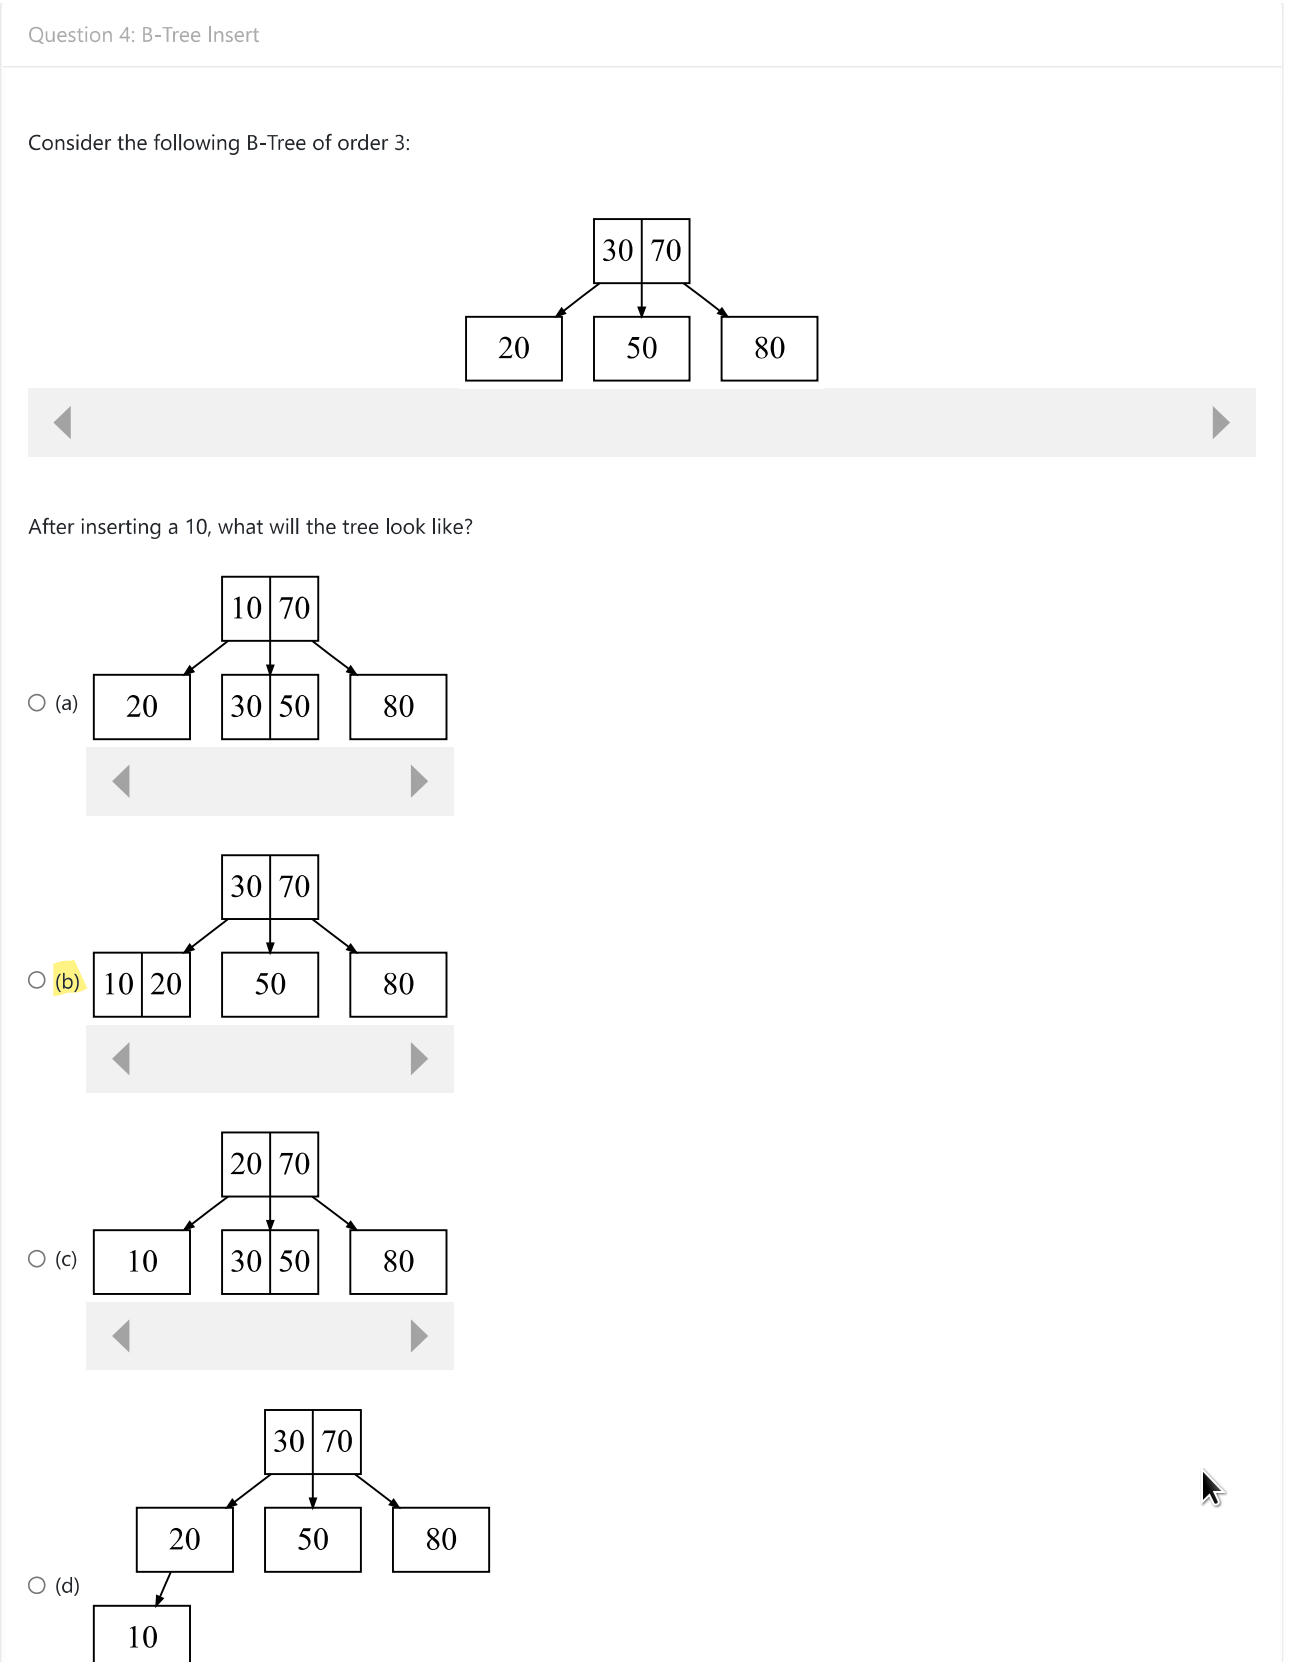 Question 4: B-Tree Insert
Consider the following B-Tree of order 3:
30 70
20 50 80
After inserting a 10, what will the tree look like?
10 70
(a) 20 30 50 80
30 70
(b) 10 20 50 80
20 70
(c) 10 30 50 80
30 70
20 50 80
(d)
10